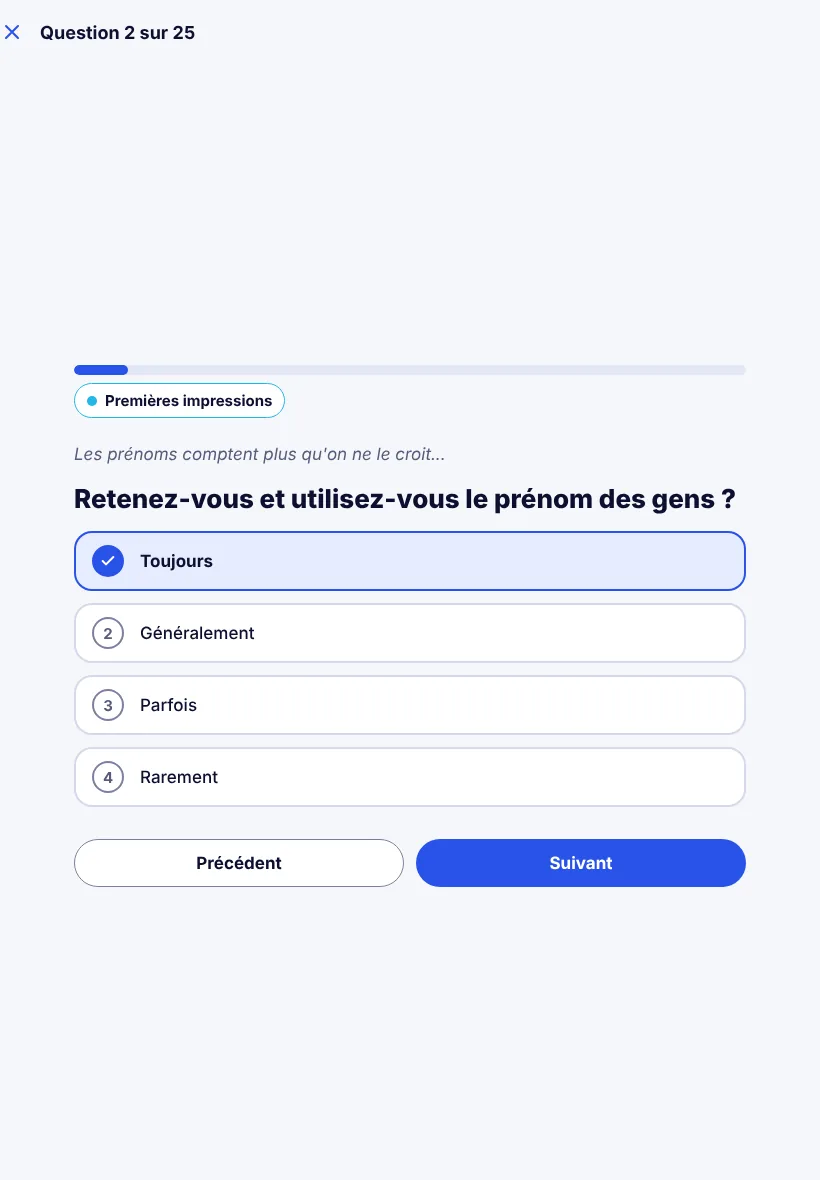 Question 2 sur 25
Premières impressions
Les prénoms comptent plus qu'on ne le croit...
Retenez-vous et utilisez-vous le prénom des gens ?
Toujours
2 Généralement
3 Parfois
4 Rarement
Précédent
Suivant